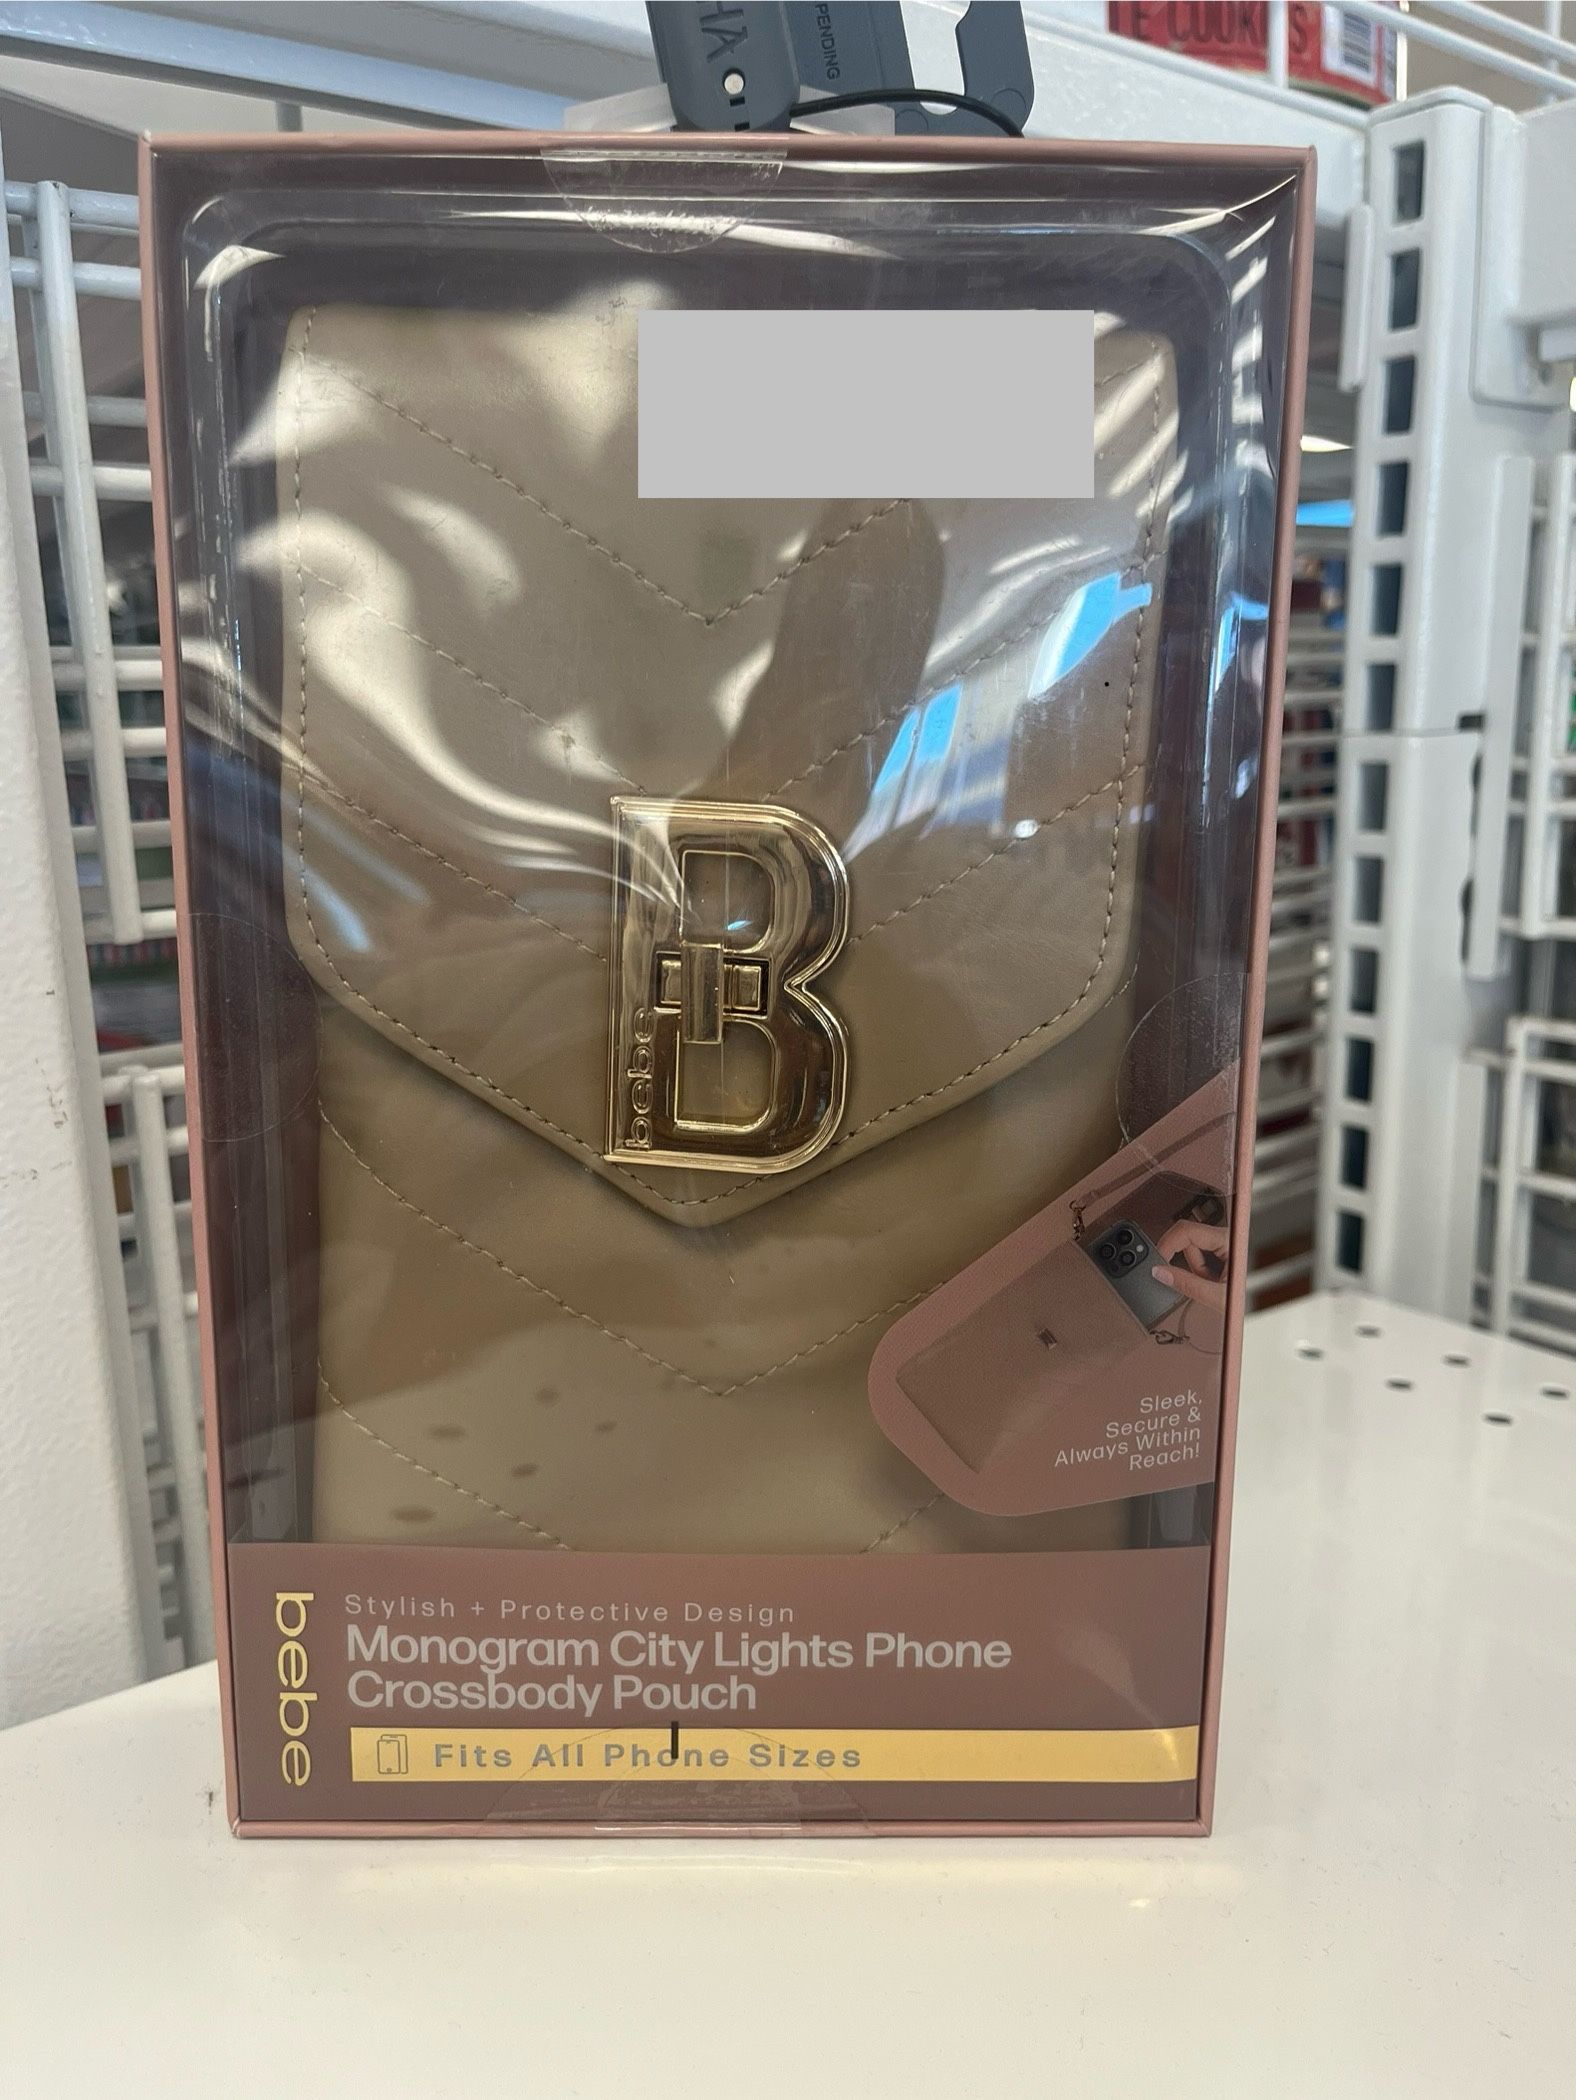 PENDING
E COOKIES
bebe
Sleek,
Secure &
Always Within
Reach!
bebe
Stylish + Protective Design
Monogram City Lights Phone
Crossbody Pouch
Fits All Phone Sizes